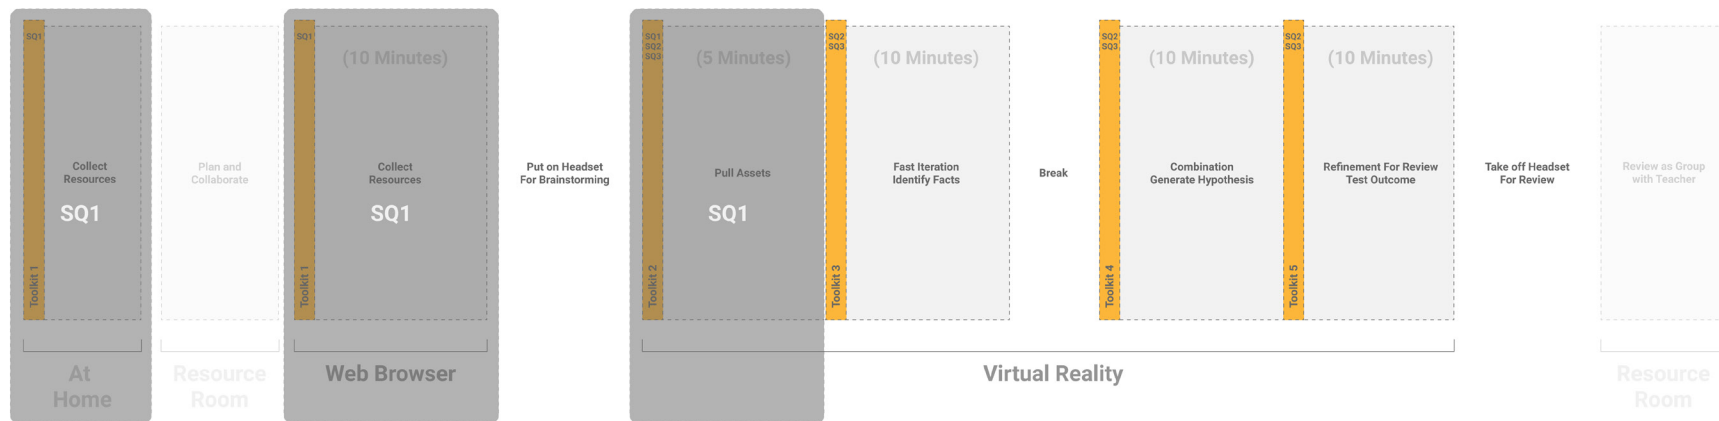 SQ1
Collect
Resources
SQ1
Toolkit 1
At
Home
Plan and
Collaborate
Resource
Room
SQ1
(10 Minutes)
Collect
Resources
SQ1
Toolkit 1
Web Browser
Put on Headset
For Brainstorming
SQ1
SQ2
SQ3
(5 Minutes)
Pull Assets
SQ1
Toolkit 2
SQ2
SQ3
(10 Minutes)
Fast Iteration
Identify Facts
Toolkit 3
Break
SQ2
SQ3
(10 Minutes)
Combination
Generate Hypothesis
Toolkit 4
SQ2
SQ3
(10 Minutes)
Refinement For Review
Test Outcome
Toolkit 5
Virtual Reality
Take off Headset
For Review
Review as Group
with Teacher
Resource
Room